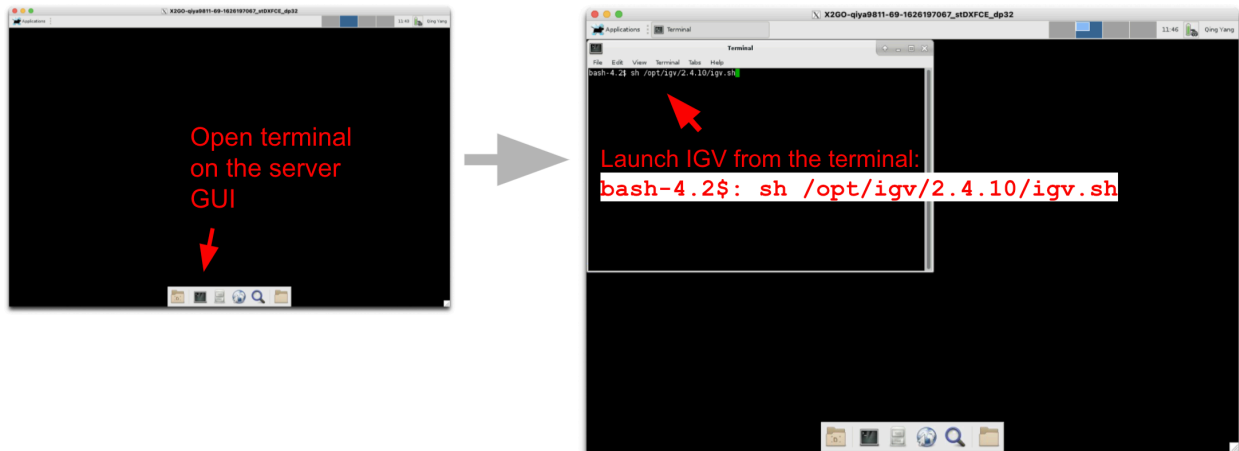 X2GO-qiya9811-69-1626197067_stDXFCE_dp32
Applications
11:45
Qing Yang
Open terminal
on the server
GUI
X2GO-qiya9811-69-1626197067_stDXFCE_dp32
Applications
Terminal
11:46
Qing Yang
Terminal
File Edit View Terminal Tabs Help
bash-4.2$ sh /opt/igv/2.4.10/igv.sh
Launch IGV from the terminal:
bash-4.2$: sh /opt/igv/2.4.10/igv.sh